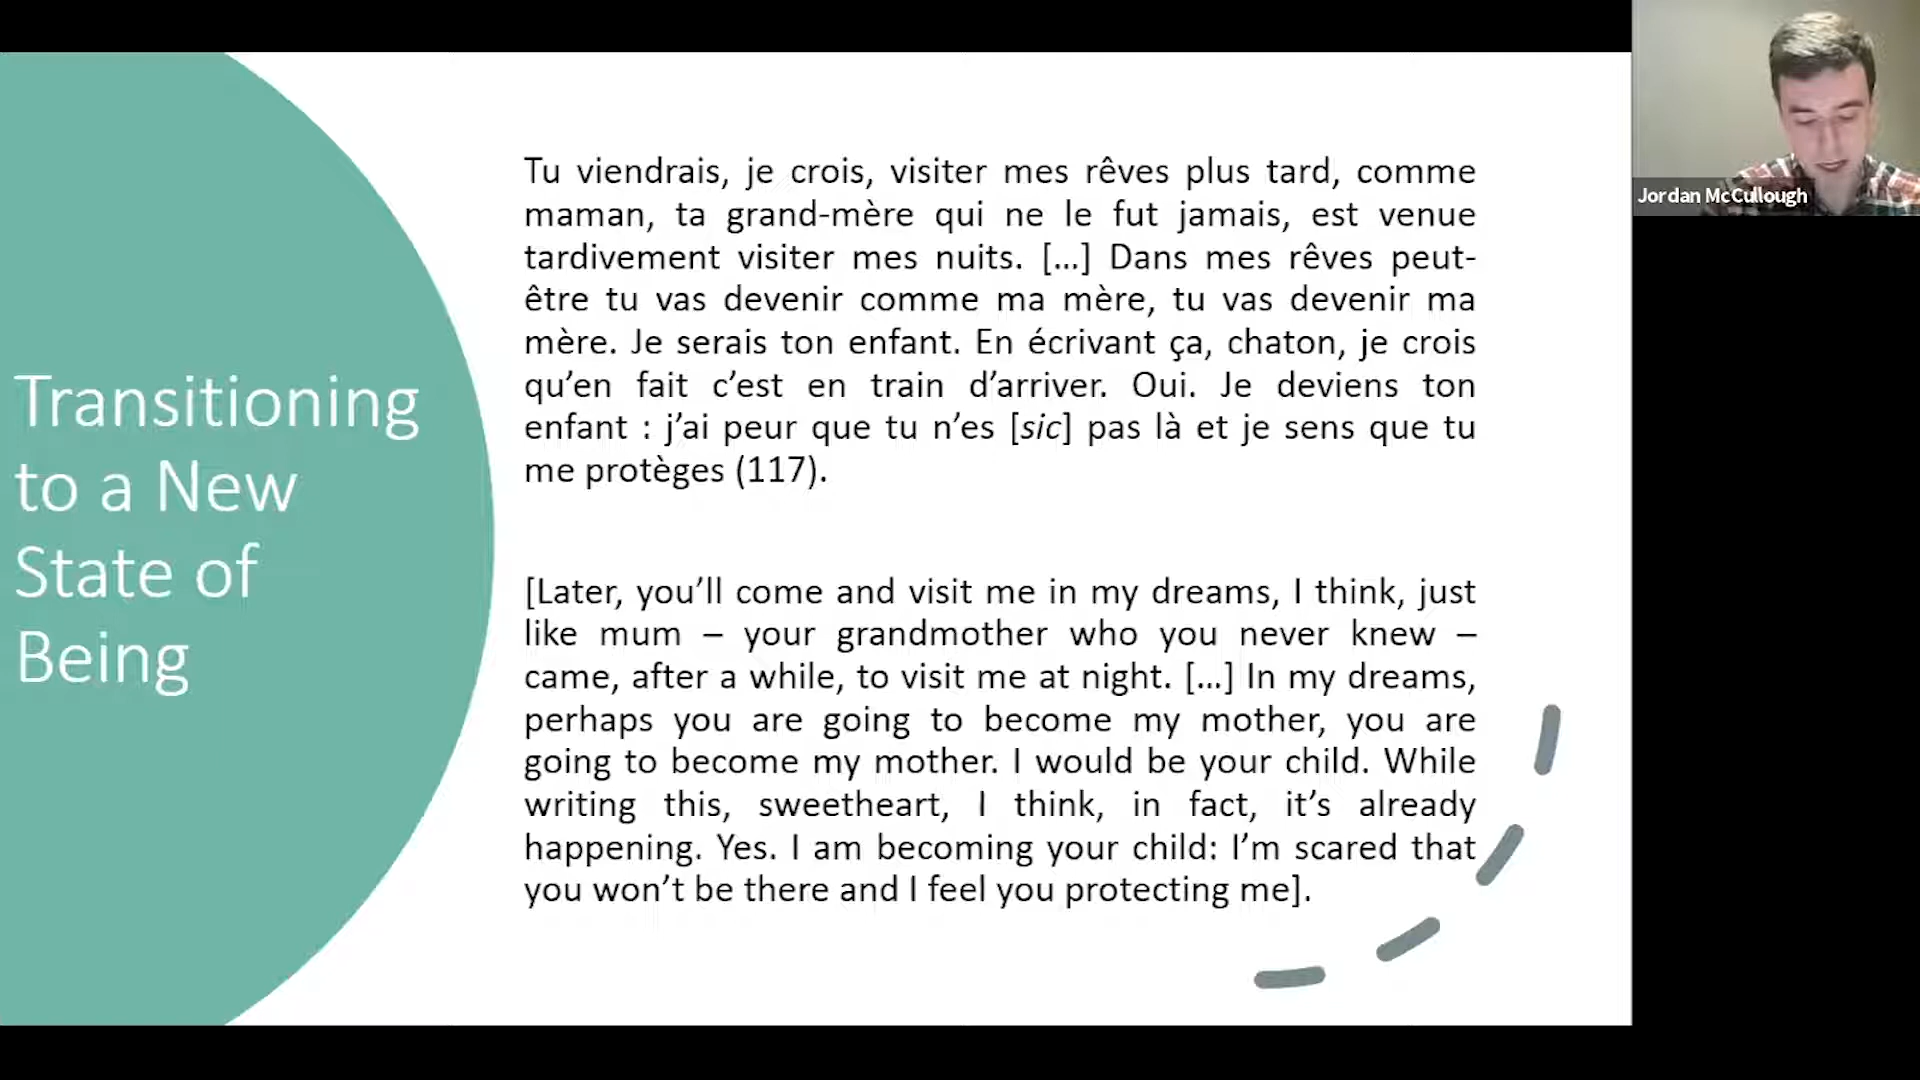 Transitioning
to a New
State of
Being
Tu viendrais, je crois, visiter mes rêves plus tard, comme
maman, ta grand-mère qui ne le fut jamais, est venue
tardivement visiter mes nuits. […] Dans mes rêves peut-
être tu vas devenir comme ma mère, tu vas devenir ma
mère. Je serais ton enfant. En écrivant ça, chaton, je crois
qu’en fait c’est en train d’arriver. Oui. Je deviens ton
enfant : j’ai peur que tu n’es [sic] pas là et je sens que tu
me protèges (117).
[Later, you’ll come and visit me in my dreams, I think, just
like mum – your grandmother who you never knew –
came, after a while, to visit me at night. […] In my dreams,
perhaps you are going to become my mother, you are
going to become my mother. I would be your child. While
writing this, sweetheart, I think, in fact, it’s already
happening. Yes. I am becoming your child: I’m scared that
you won’t be there and I feel you protecting me].
Jordan McCullough